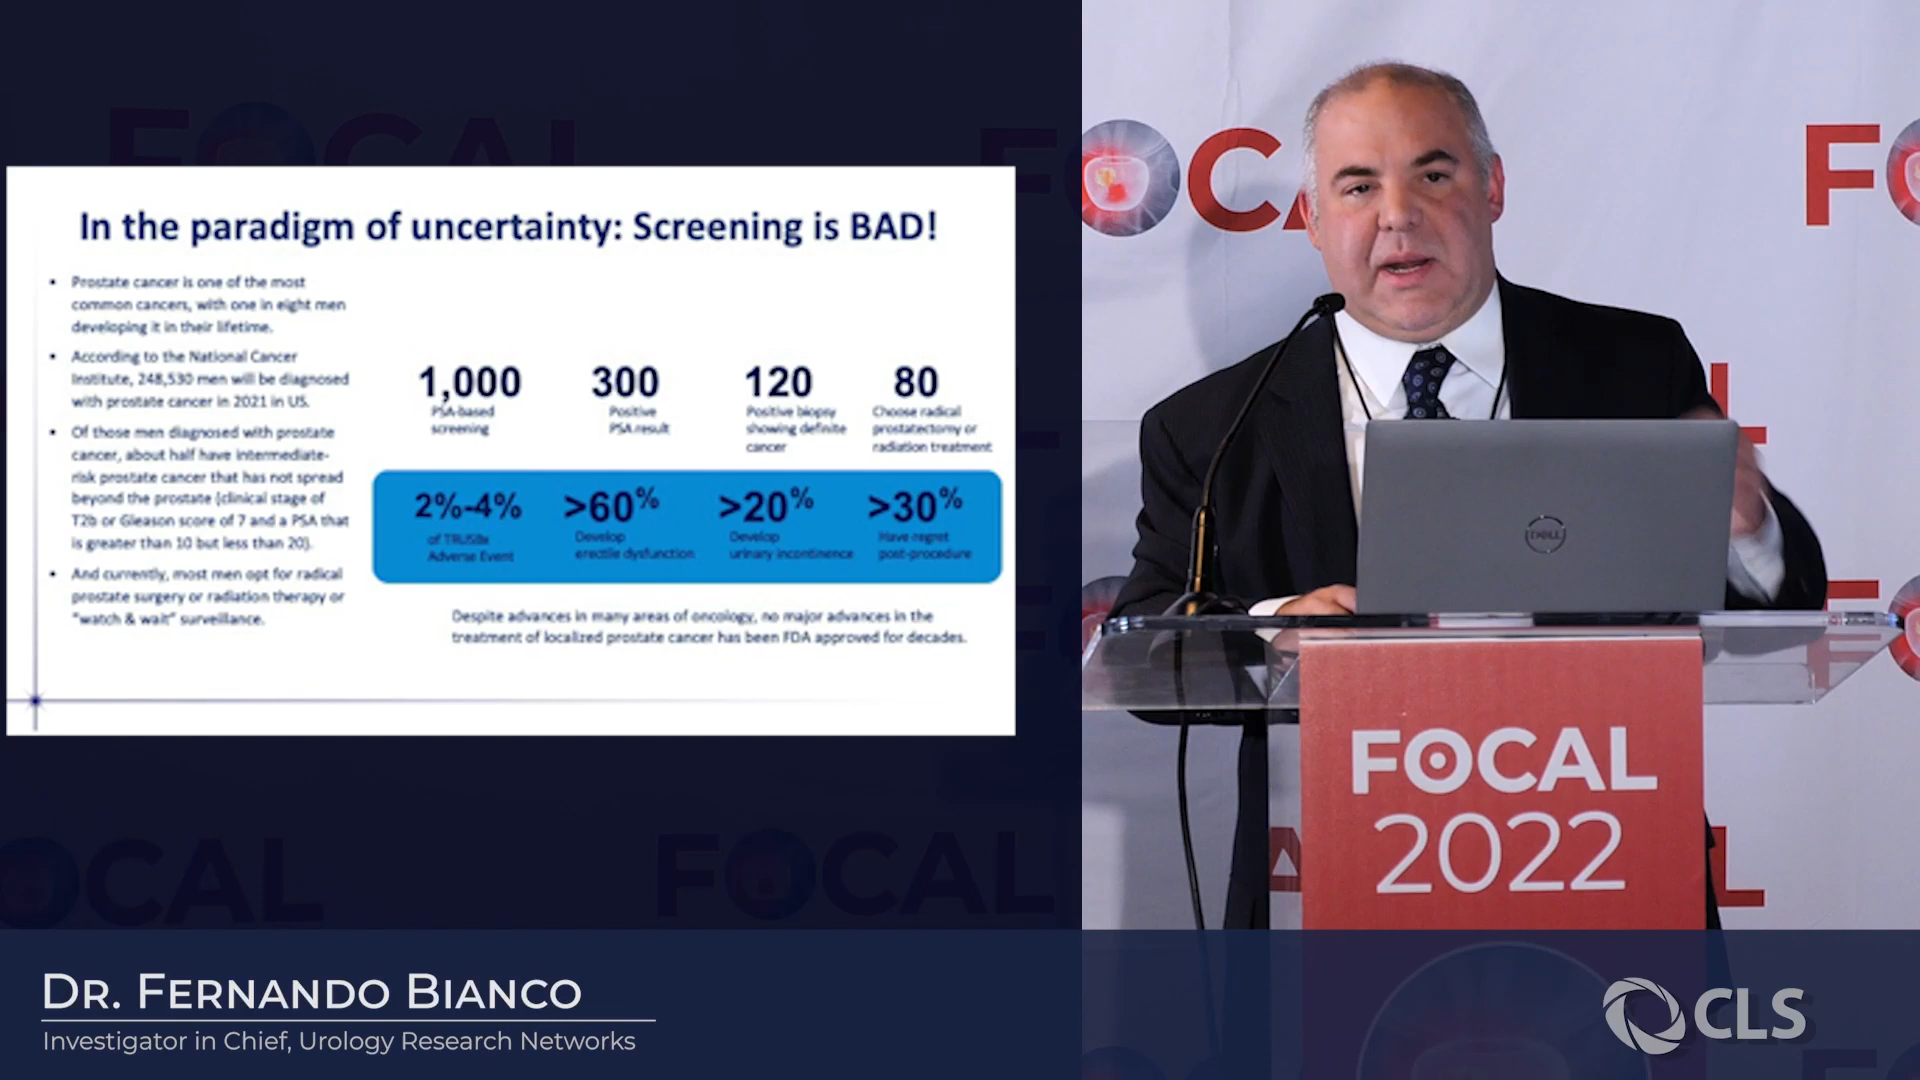 In the paradigm of uncertainty: Screening is BAD!
• Prostate cancer is one of the most
common cancers, with one in eight men
developing it in their lifetime.
• According to the National Cancer
Institute, 248,530 men will be diagnosed
with prostate cancer in 2021 in US.
• Of those men diagnosed with prostate
cancer, about half have intermediate-
risk prostate cancer that has not spread
beyond the prostate (clinical stage of
T2b or Gleason score of 7 and a PSA that
is greater than 10 but less than 20).
• And currently, most men opt for radical
prostate surgery or radiation therapy or
"watch & wait" surveillance.
1,000
PSA-based
screening
300
Positive
PSA result
120
Positive biopsy
showing definite
cancer
80
Choose radical
prostatectomy or
radiation treatment
2%-4%
of TRUSBx
Adverse Event
>60%
Develop
erectile dysfunction
>20%
Develop
urinary incontinence
>30%
Have regret
post-procedure
Despite advances in many areas of oncology, no major advances in the
treatment of localized prostate cancer has been FDA approved for decades.
FOCAL
DELL
FOCAL
2022
DR. FERNANDO BIANCO
Investigator in Chief, Urology Research Networks
CLS